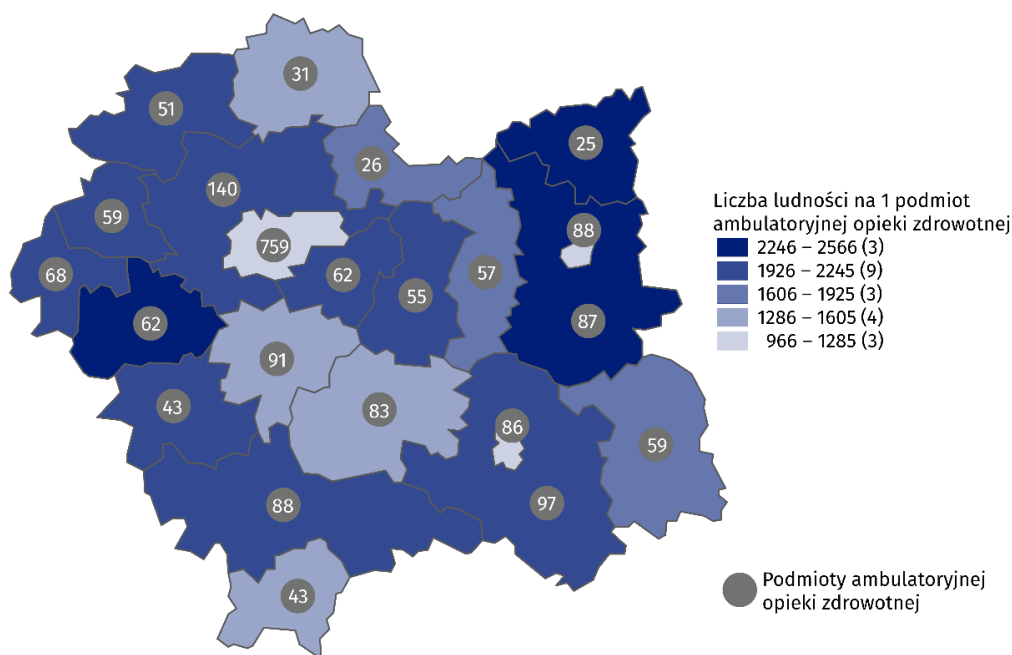 31
51
25
26
140
59
88
759
68
62
57
55
62
87
91
43
83
86
59
88
97
43
Liczba ludności na 1 podmiot
ambulatoryjnej opieki zdrowotnej
2246 – 2566 (3)
1926 – 2245 (9)
1606 – 1925 (3)
1286 – 1605 (4)
966 – 1285 (3)
Podmioty ambulatoryjnej
opieki zdrowotnej